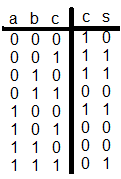 a b c c s
0 0 0 1 0
0 0 1 1 1
0 1 0 1 1
0 1 1 0 0
1 0 0 1 1
1 0 1 0 0
1 1 0 0 0
1 1 1 0 1